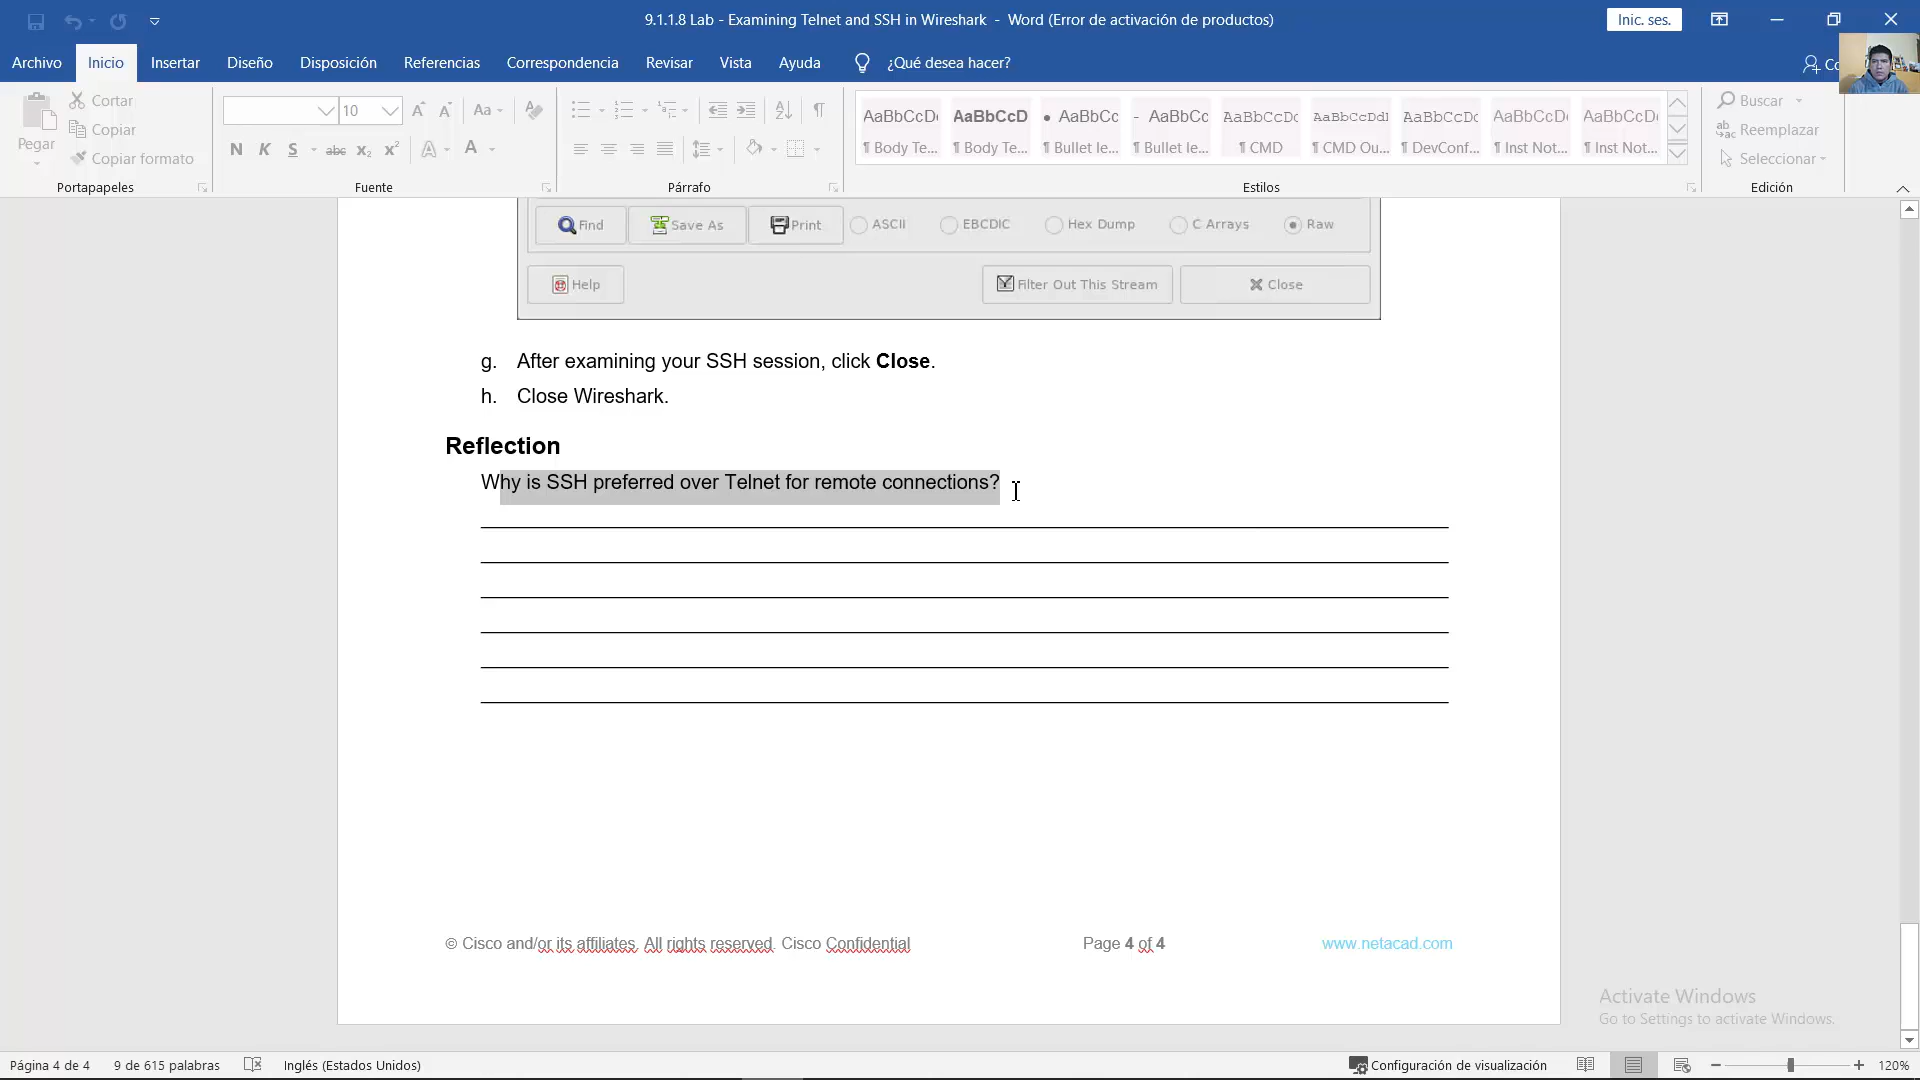 9.1.1.8 Lab - Examining Telnet and SSH in Wireshark - Word (Error de activación de productos)
Inic. ses.
Archivo Inicio Insertar Diseño Disposición Referencias Correspondencia Revisar Vista Ayuda ¿Qué desea hacer?
Pegar
Cortar
Copiar
Copiar formato
Portapapeles
10
Aa
N K S abc x₂ x² A A
Fuente
Párrafo
AaBbCcD AaBbCcD AaBbCc AaBbCc AaBbCcDc AaBbCcDdI AaBbCcDc AaBbCcD AaBbCcD
¶ Body Te... ¶ Body Te... ¶ Bullet le... ¶ Bullet le... ¶ CMD ¶ CMD Ou... ¶ DevConf... ¶ Inst Not... ¶ Inst Not...
Estilos
Buscar
Reemplazar
Seleccionar
Edición
Find Save As Print ASCII EBCDIC Hex Dump C Arrays Raw
Help Filter Out This Stream Close
g. After examining your SSH session, click Close.
h. Close Wireshark.
Reflection
Why is SSH preferred over Telnet for remote connections?
© Cisco and/or its affiliates. All rights reserved. Cisco Confidential Page 4 of 4 www.netacad.com
Activate Windows
Go to Settings to activate Windows.
Página 4 de 4 9 de 615 palabras Inglés (Estados Unidos) Configuración de visualización 120%